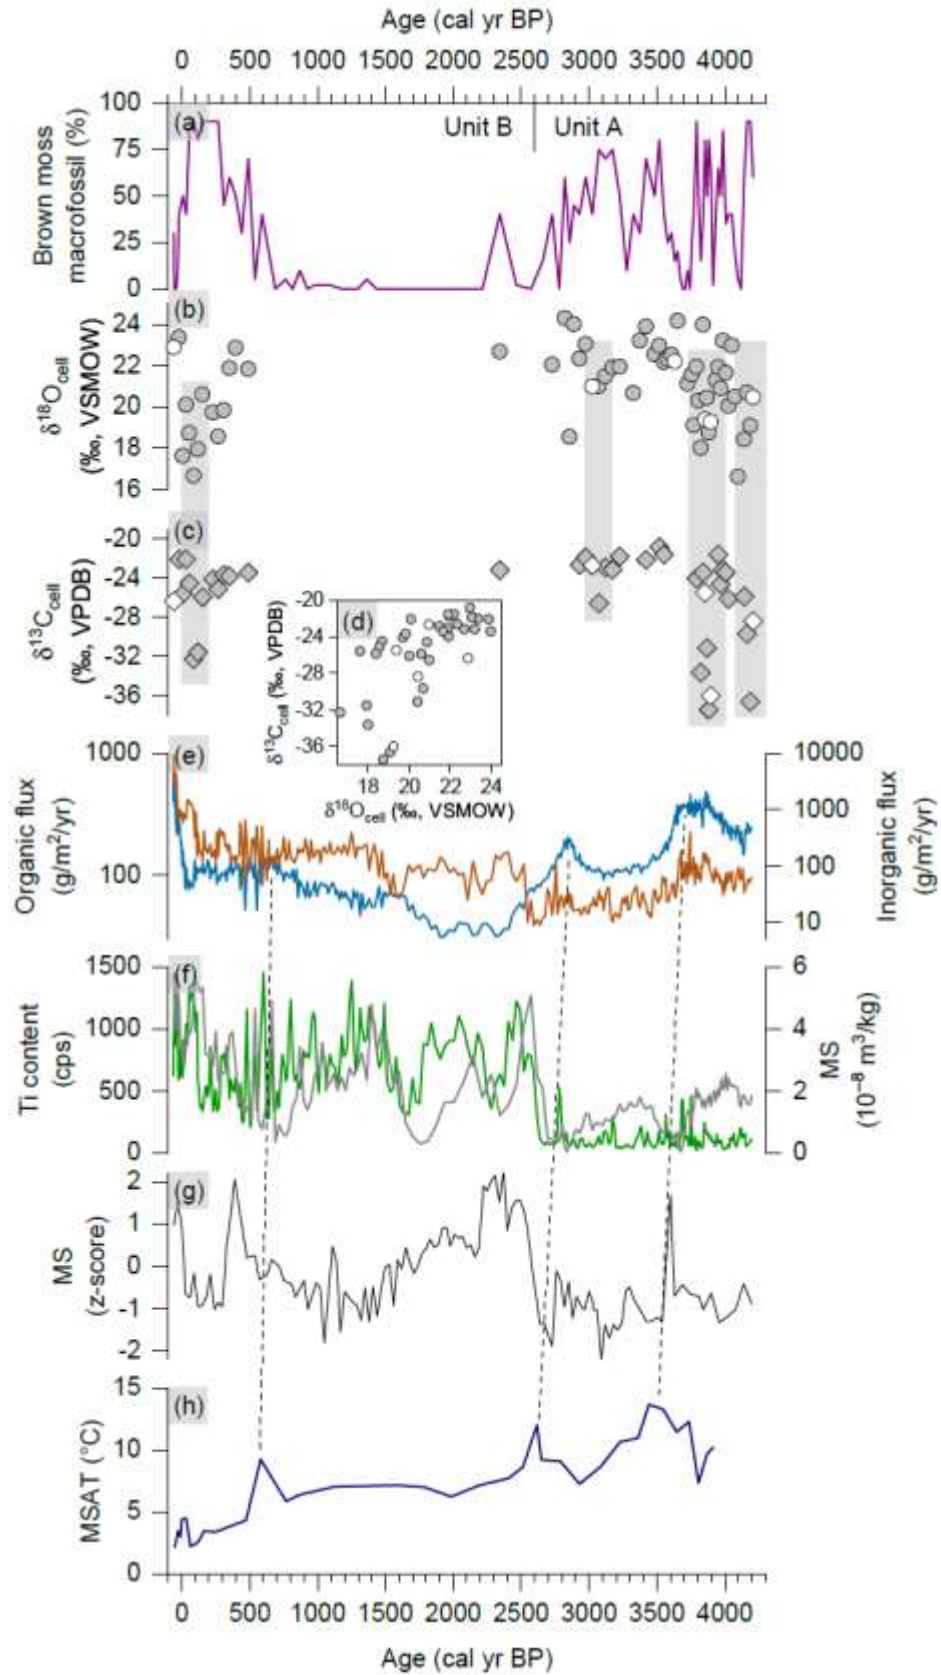 Age (cal yr BP)
0 500 1000 1500 2000 2500 3000 3500 4000
(a)
Unit B Unit A
Brown moss
macrofossil (%)
100
75
50
25
0
(b)
δ18Ocell
(‰, VSMOW)
24
22
20
18
16
(c)
δ13Ccell
(‰, VPDB)
-20
-24
-28
-32
-36
(d)
δ13Ccell (‰, VPDB)
-20
-24
-28
-32
-36
18 20 22 24
δ18Ocell (‰, VSMOW)
(e)
Organic flux
(g/m2/yr)
1000
100
Inorganic flux
(g/m2/yr)
10000
1000
100
10
(f)
Ti content
(cps)
1500
1000
500
0
MS
(10−8 m3/kg)
6
4
2
0
(g)
MS
(z-score)
2
1
0
-1
-2
(h)
MSAT (°C)
15
10
5
0
0 500 1000 1500 2000 2500 3000 3500 4000
Age (cal yr BP)